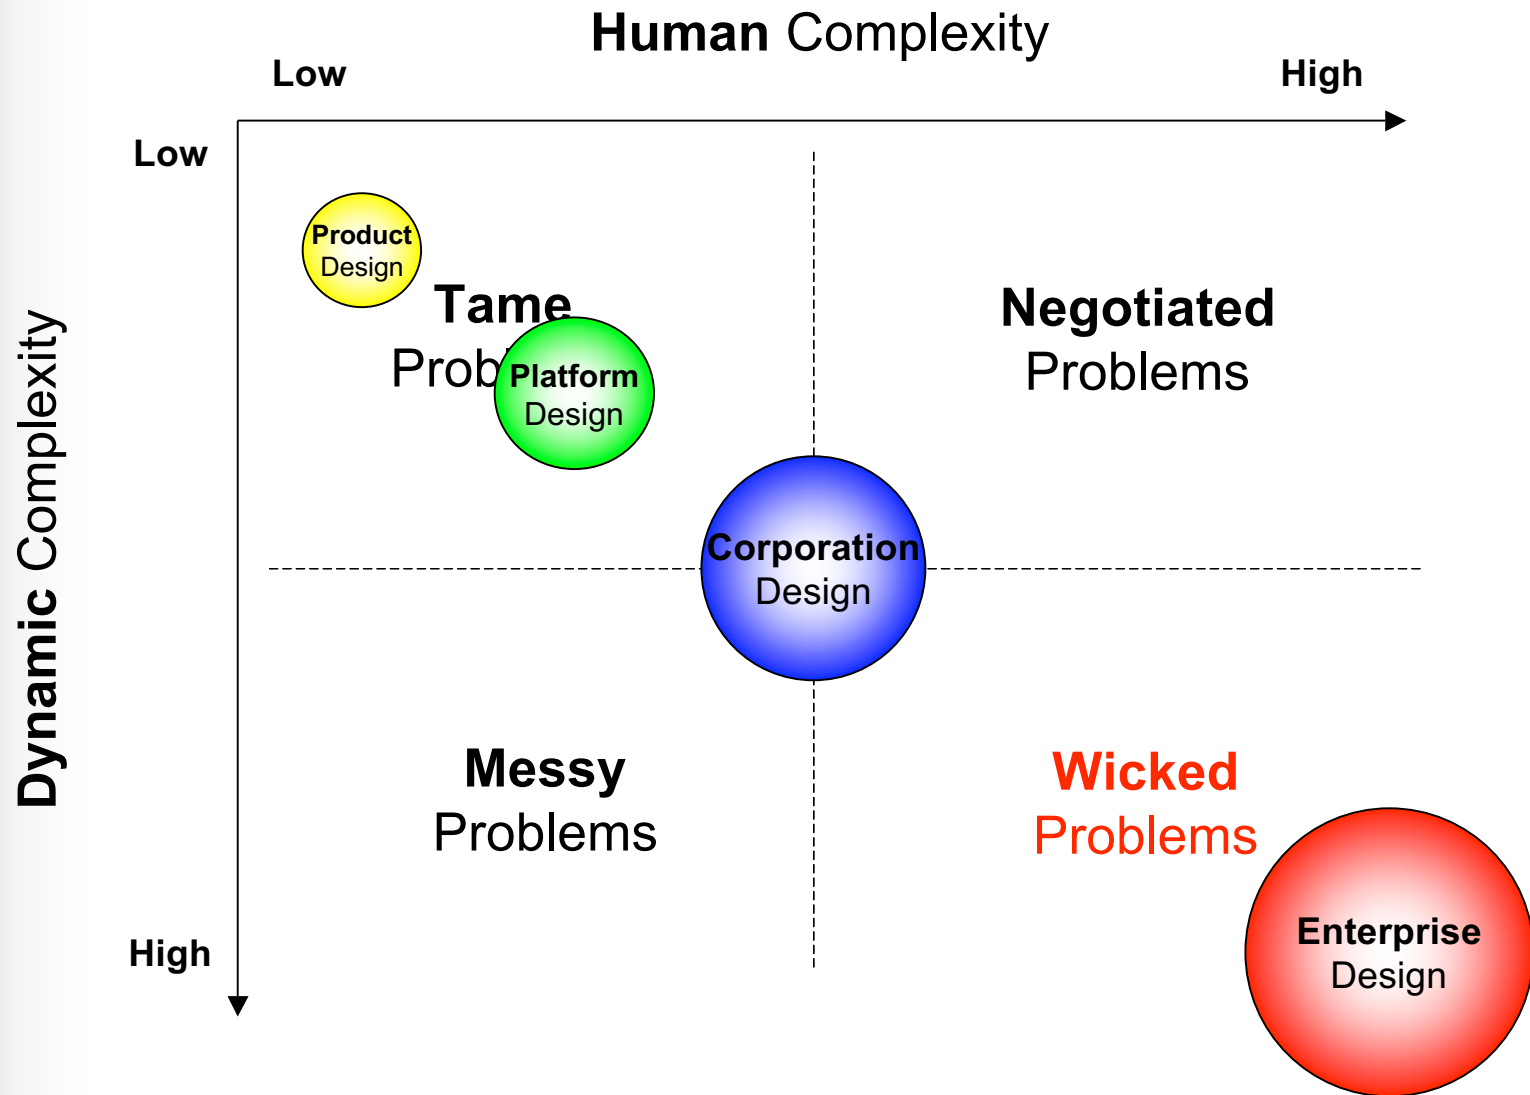 Human Complexity
Low
High
Low
Product
Design
Tame
Negotiated
Prob
Problems
Platform
Design
Dynamic Complexity
Corporation
Design
Messy
Problems
Wicked
Problems
Enterprise
Design
High